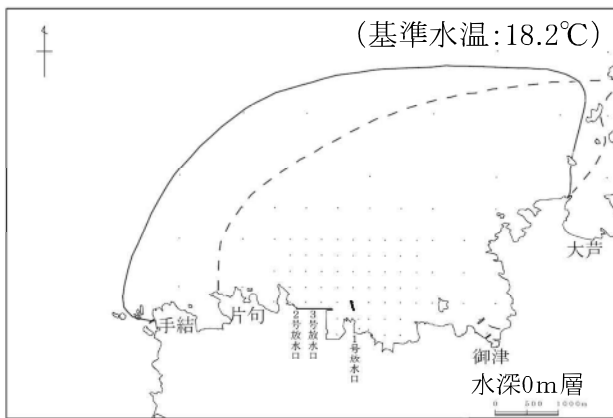 (基準水温:18.2℃)
大芦
手結
片句
2号放水口
3号放水口
1号放水口
御津
水深0m層
0 500 1000m